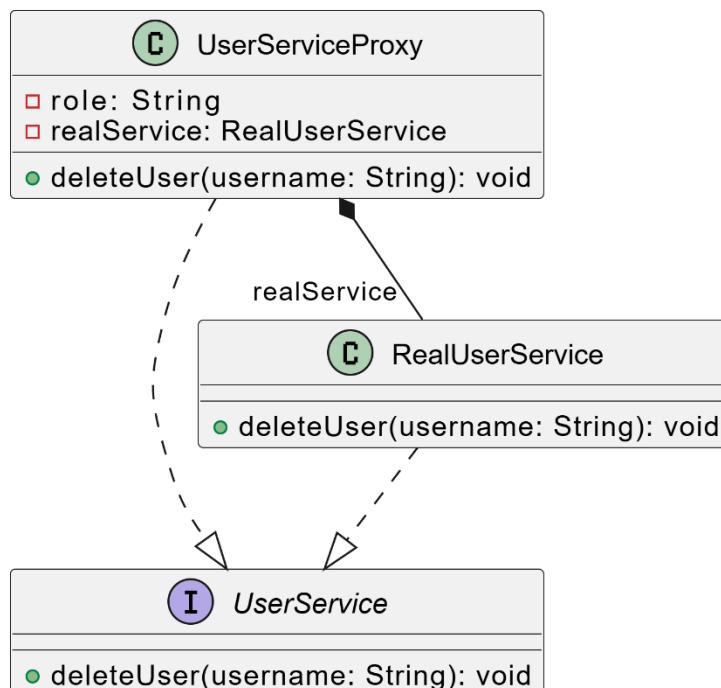 C UserServiceProxy
role: String
realService: RealUserService
deleteUser(username: String): void
realService
C RealUserService
deleteUser(username: String): void
I UserService
deleteUser(username: String): void